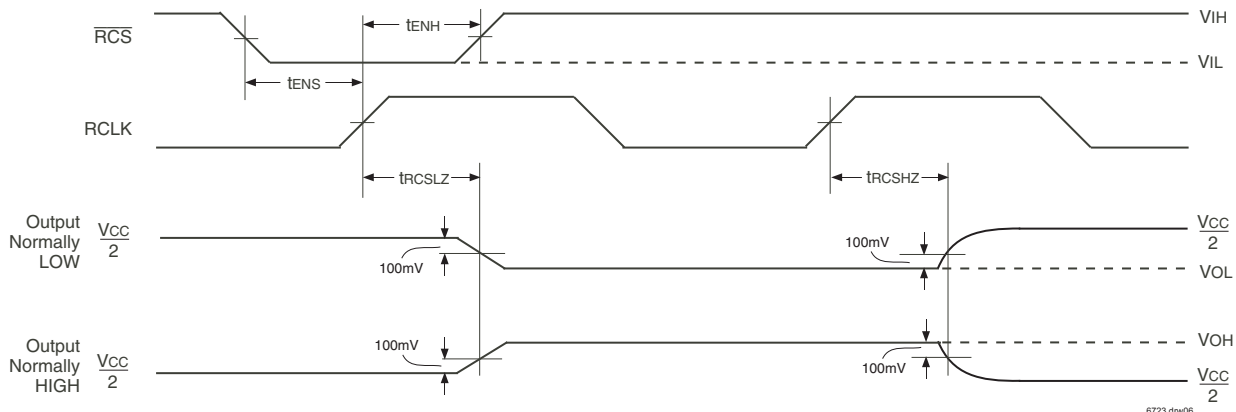 tENH
VIH
RCS
VIL
tENS
RCLK
tRCSLZ
tRCSHZ
Output
Normally
LOW
VCC
2
100mV
100mV
VCC
2
VOL
Output
Normally
HIGH
VCC
2
100mV
100mV
VOH
VCC
2
6723 drw06